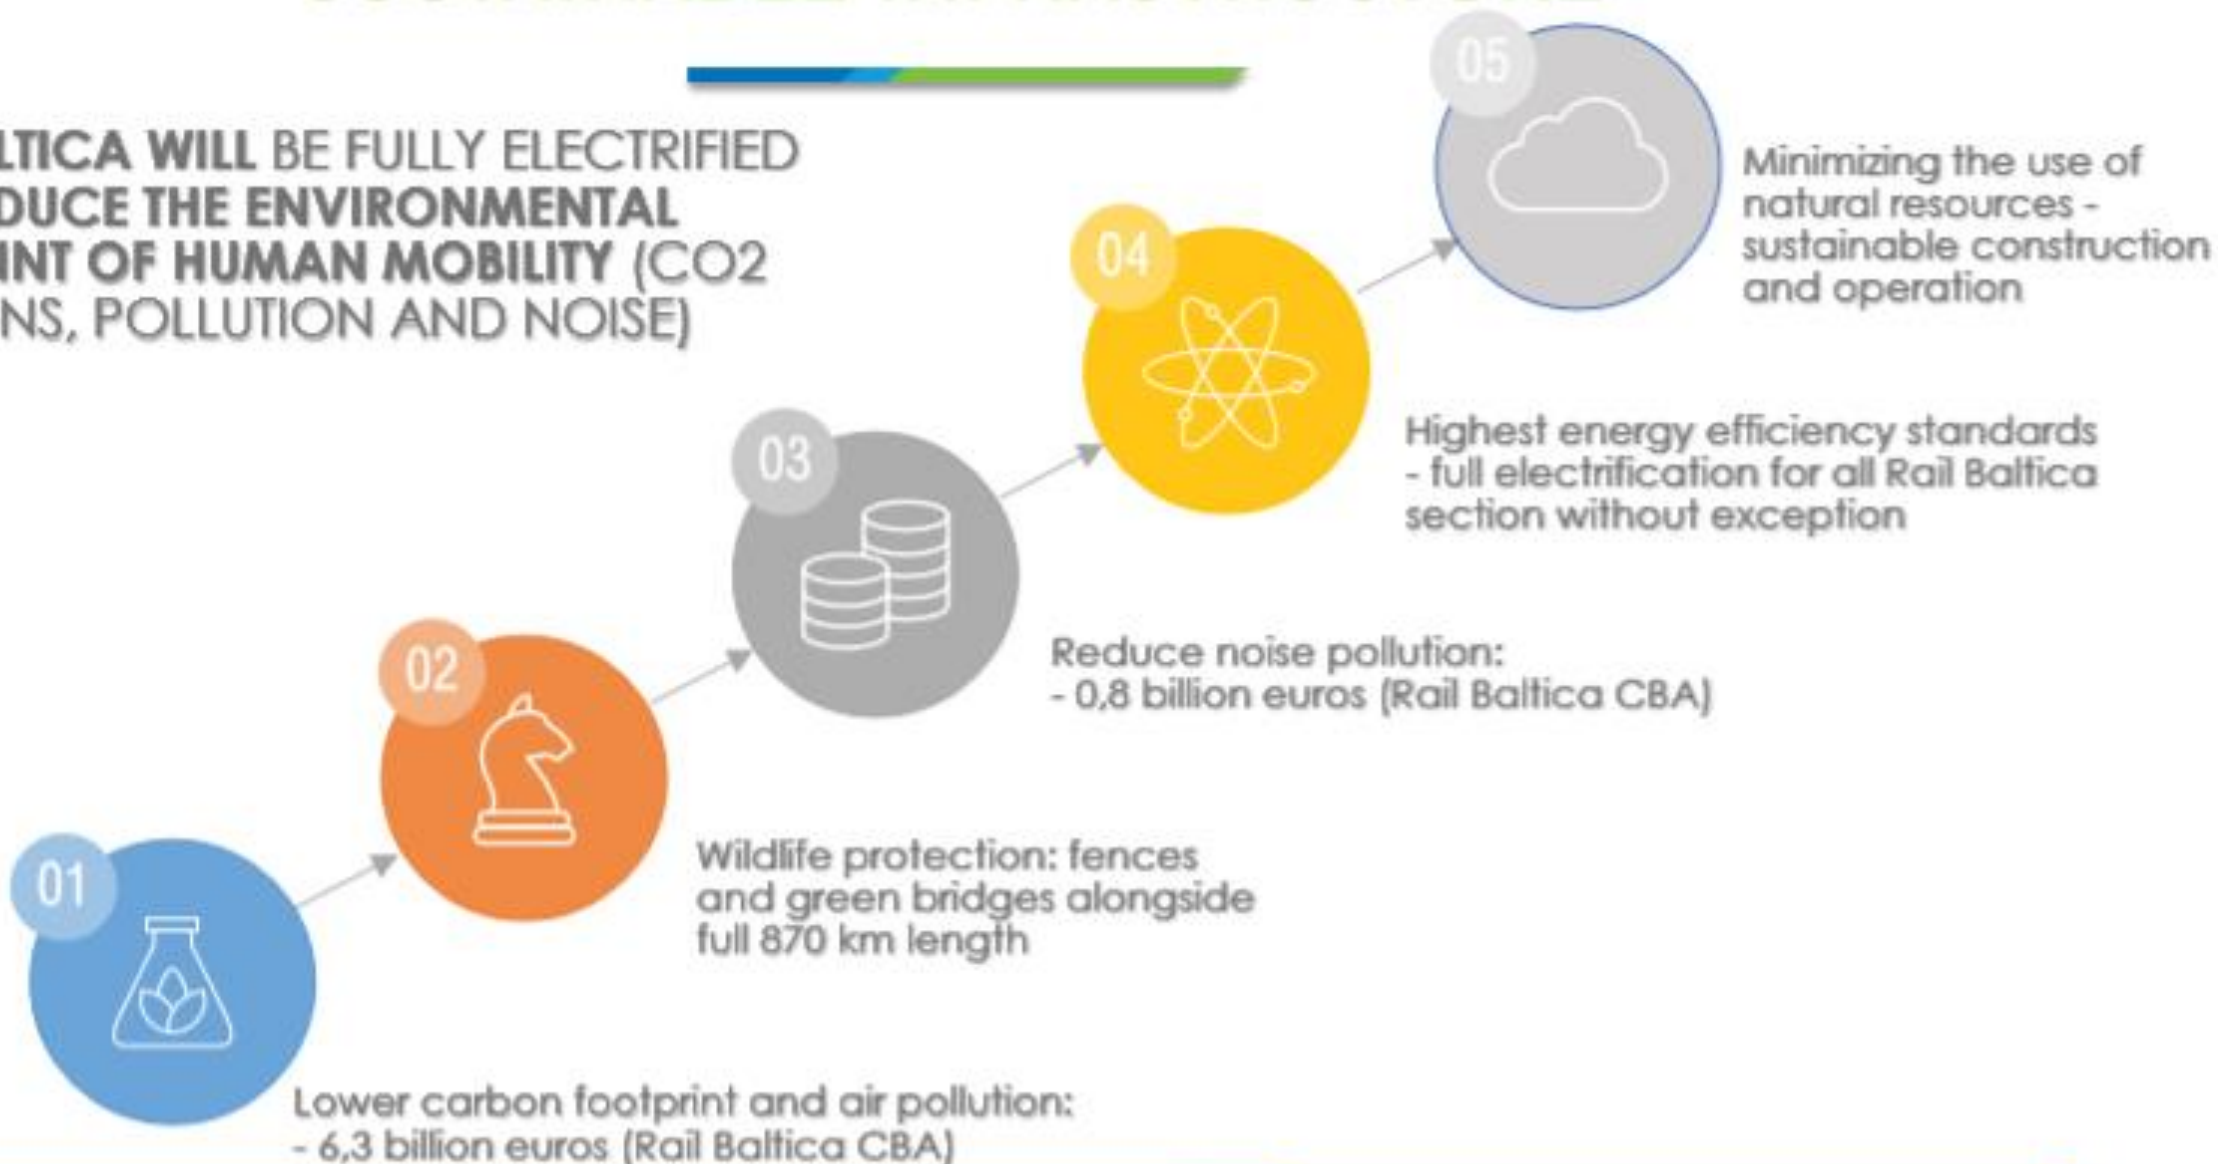 LTICA WILL BE FULLY ELECTRIFIED
DUCE THE ENVIRONMENTAL
INT OF HUMAN MOBILITY (CO2
NS, POLLUTION AND NOISE)
05
Minimizing the use of
natural resources -
sustainable construction
and operation
04
Highest energy efficiency standards
- full electrification for all Rail Baltica
section without exception
03
Reduce noise pollution:
- 0,8 billion euros (Rail Baltica CBA)
02
Wildlife protection: fences
and green bridges alongside
full 870 km length
01
Lower carbon footprint and air pollution:
- 6,3 billion euros (Rail Baltica CBA)